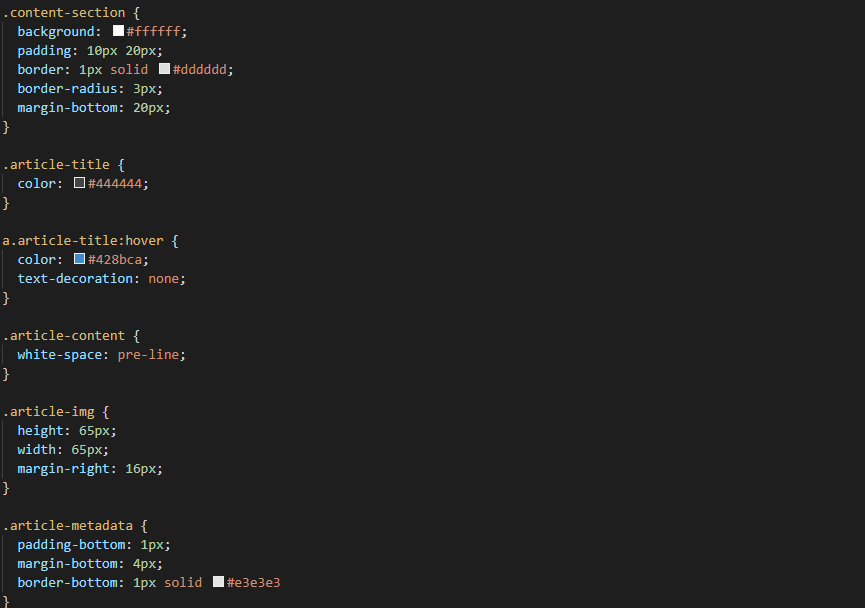 .content-section {
  background: #ffffff;
  padding: 10px 20px;
  border: 1px solid #dddddd;
  border-radius: 3px;
  margin-bottom: 20px;
}

.article-title {
  color: #444444;
}

a.article-title:hover {
  color: #428bca;
  text-decoration: none;
}

.article-content {
  white-space: pre-line;
}

.article-img {
  height: 65px;
  width: 65px;
  margin-right: 16px;
}

.article-metadata {
  padding-bottom: 1px;
  margin-bottom: 4px;
  border-bottom: 1px solid #e3e3e3
}